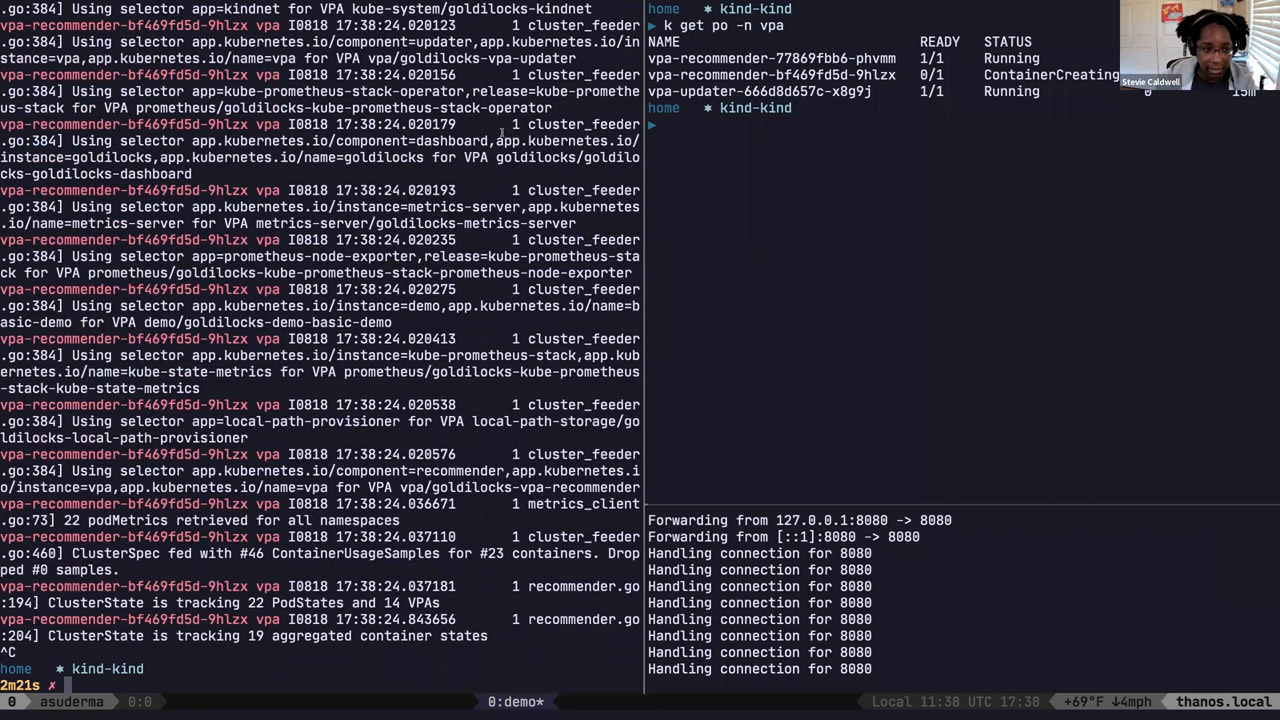 .go:384] Using selector app=kindnet for VPA kube-system/goldilocks-kindnet
vpa-recommender-bf469fd5d-9hlzx vpa I0818 17:38:24.020123 1 cluster_feeder
.go:384] Using selector app.kubernetes.io/component=updater,app.kubernetes.io/in
stance=vpa,app.kubernetes.io/name=vpa for VPA vpa/goldilocks-vpa-updater
vpa-recommender-bf469fd5d-9hlzx vpa I0818 17:38:24.020156 1 cluster_feeder
.go:384] Using selector app=kube-prometheus-stack-operator,release=kube-promethe
us-stack for VPA prometheus/goldilocks-kube-prometheus-stack-operator
vpa-recommender-bf469fd5d-9hlzx vpa I0818 17:38:24.020179 1 cluster_feeder
.go:384] Using selector app.kubernetes.io/component=dashboard,app.kubernetes.io/
instance=goldilocks,app.kubernetes.io/name=goldilocks for VPA goldilocks/goldilo
cks-goldilocks-dashboard
vpa-recommender-bf469fd5d-9hlzx vpa I0818 17:38:24.020193 1 cluster_feeder
.go:384] Using selector app.kubernetes.io/instance=metrics-server,app.kubernetes
.io/name=metrics-server for VPA metrics-server/goldilocks-metrics-server
vpa-recommender-bf469fd5d-9hlzx vpa I0818 17:38:24.020235 1 cluster_feeder
.go:384] Using selector app=prometheus-node-exporter,release=kube-prometheus-sta
ck for VPA prometheus/goldilocks-kube-prometheus-stack-prometheus-node-exporter
vpa-recommender-bf469fd5d-9hlzx vpa I0818 17:38:24.020275 1 cluster_feeder
.go:384] Using selector app.kubernetes.io/instance=demo,app.kubernetes.io/name=b
asic-demo for VPA demo/goldilocks-demo-basic-demo
vpa-recommender-bf469fd5d-9hlzx vpa I0818 17:38:24.020413 1 cluster_feeder
.go:384] Using selector app.kubernetes.io/instance=kube-prometheus-stack,app.kub
ernetes.io/name=kube-state-metrics for VPA prometheus/goldilocks-kube-prometheus
-stack-kube-state-metrics
vpa-recommender-bf469fd5d-9hlzx vpa I0818 17:38:24.020538 1 cluster_feeder
.go:384] Using selector app=local-path-provisioner for VPA local-path-storage/go
ldilocks-local-path-provisioner
vpa-recommender-bf469fd5d-9hlzx vpa I0818 17:38:24.020576 1 cluster_feeder
.go:384] Using selector app.kubernetes.io/component=recommender,app.kubernetes.i
o/instance=vpa,app.kubernetes.io/name=vpa for VPA vpa/goldilocks-vpa-recommender
vpa-recommender-bf469fd5d-9hlzx vpa I0818 17:38:24.036671 1 metrics_client
.go:73] 22 podMetrics retrieved for all namespaces
vpa-recommender-bf469fd5d-9hlzx vpa I0818 17:38:24.037110 1 cluster_feeder
.go:460] ClusterSpec fed with #46 ContainerUsageSamples for #23 containers. Drop
ped #0 samples.
vpa-recommender-bf469fd5d-9hlzx vpa I0818 17:38:24.037181 1 recommender.go
:194] ClusterState is tracking 22 PodStates and 14 VPAs
vpa-recommender-bf469fd5d-9hlzx vpa I0818 17:38:24.843656 1 recommender.go
:204] ClusterState is tracking 19 aggregated container states
^C
home * kind-kind
2m21s ✗
home * kind-kind
▶ k get po -n vpa
NAME READY STATUS
vpa-recommender-77869fbb6-phvmm 1/1 Running
vpa-recommender-bf469fd5d-9hlzx 0/1 ContainerCreating
vpa-updater-666d8d657c-x8g9j 1/1 Running 0 15m
home * kind-kind
▶
Stevie Caldwell
Forwarding from 127.0.0.1:8080 -> 8080
Forwarding from [::1]:8080 -> 8080
Handling connection for 8080
Handling connection for 8080
Handling connection for 8080
Handling connection for 8080
Handling connection for 8080
Handling connection for 8080
Handling connection for 8080
Handling connection for 8080
0 asuderma 0:0 0:demo* Local 11:38 UTC 17:38 +69°F ↓4mph thanos.local